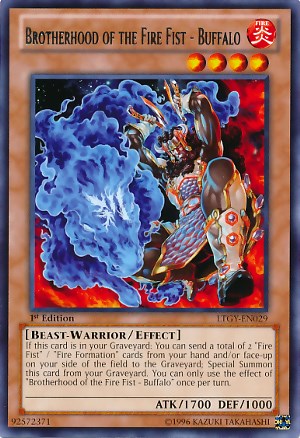 BROTHERHOOD OF THE FIRE FIST - BUFFALO
FIRE
炎
1st Edition
LTGY-EN029
[BEAST-WARRIOR/EFFECT]
If this card is in your Graveyard: You can send a total of 2 "Fire
Fist" / "Fire Formation" cards from your hand and/or face-up
on your side of the field to the Graveyard; Special Summon
this card from your Graveyard. You can only use the effect of
"Brotherhood of the Fire Fist - Buffalo" once per turn.
ATK/1700 DEF/1000
92572371
©1996 KAZUKI TAKAHASHI